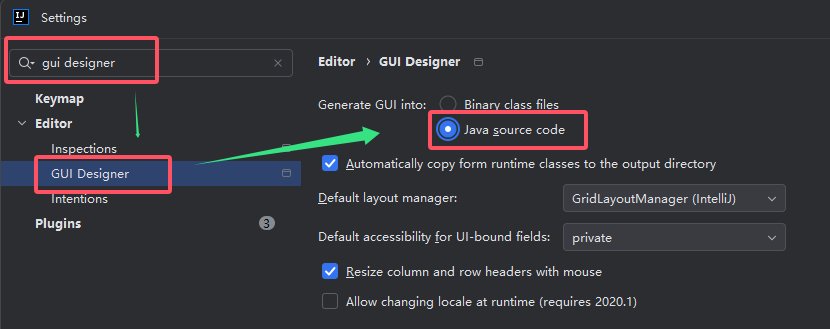 IJ
Settings
gui designer
Editor › GUI Designer
Keymap
Generate GUI into: Binary class files
Editor
Java source code
Inspections
Automatically copy form runtime classes to the output directory
GUI Designer
Intentions
Default layout manager: GridLayoutManager (IntelliJ)
Plugins 3
Default accessibility for UI-bound fields: private
Resize column and row headers with mouse
Allow changing locale at runtime (requires 2020.1)